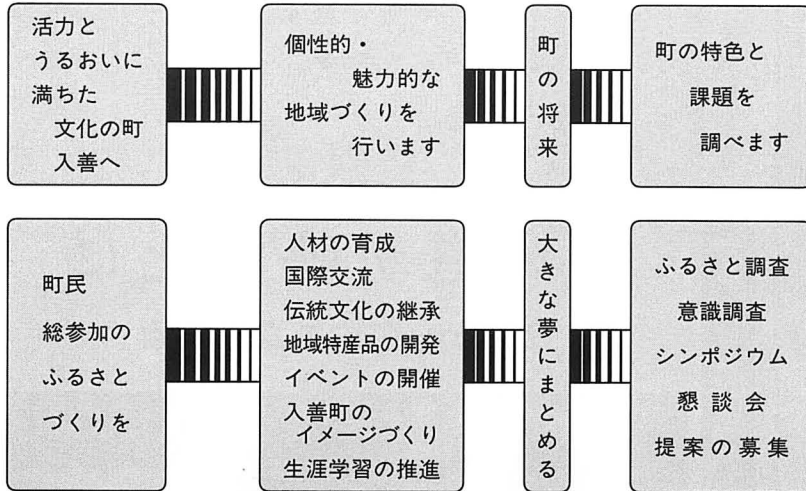 町の特色と
課題を
調べます
町の将来
個性的・
魅力的な
地域づくりを
行います
活力と
うるおいに
満ちた
文化の町
入善へ
ふるさと調査
意識調査
シンポジウム
懇談会
提案の募集
大きな夢にまとめる
人材の育成
国際交流
伝統文化の継承
地域特産品の開発
イベントの開催
入善町の
イメージづくり
生涯学習の推進
町民
総参加の
ふるさと
づくりを